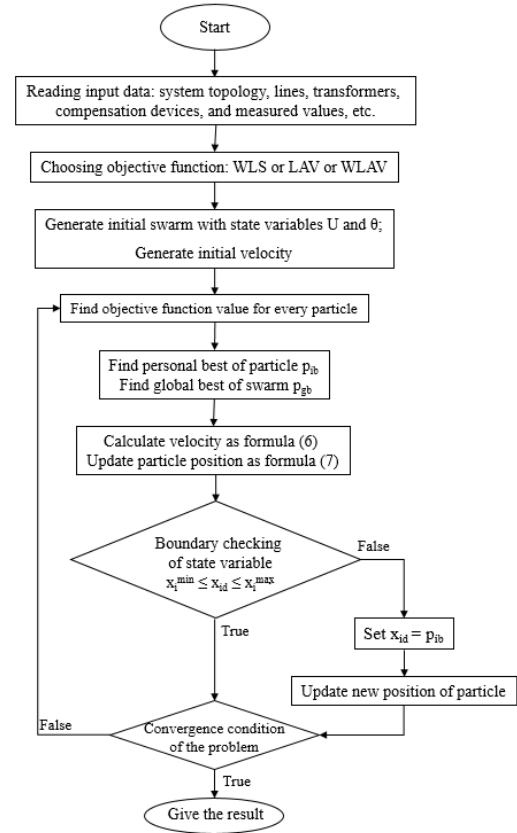 Start
Reading input data: system topology, lines, transformers,
compensation devices, and measured values, etc.
Choosing objective function: WLS or LAV or WLAV
Generate initial swarm with state variables U and θ;
Generate initial velocity
Find objective function value for every particle
Find personal best of particle pib
Find global best of swarm pgb
Calculate velocity as formula (6)
Update particle position as formula (7)
Boundary checking
of state variable
xi^min ≤ xid ≤ xi^max
False
True
Set xid = pib
Update new position of particle
False
Convergence condition
of the problem
True
Give the result